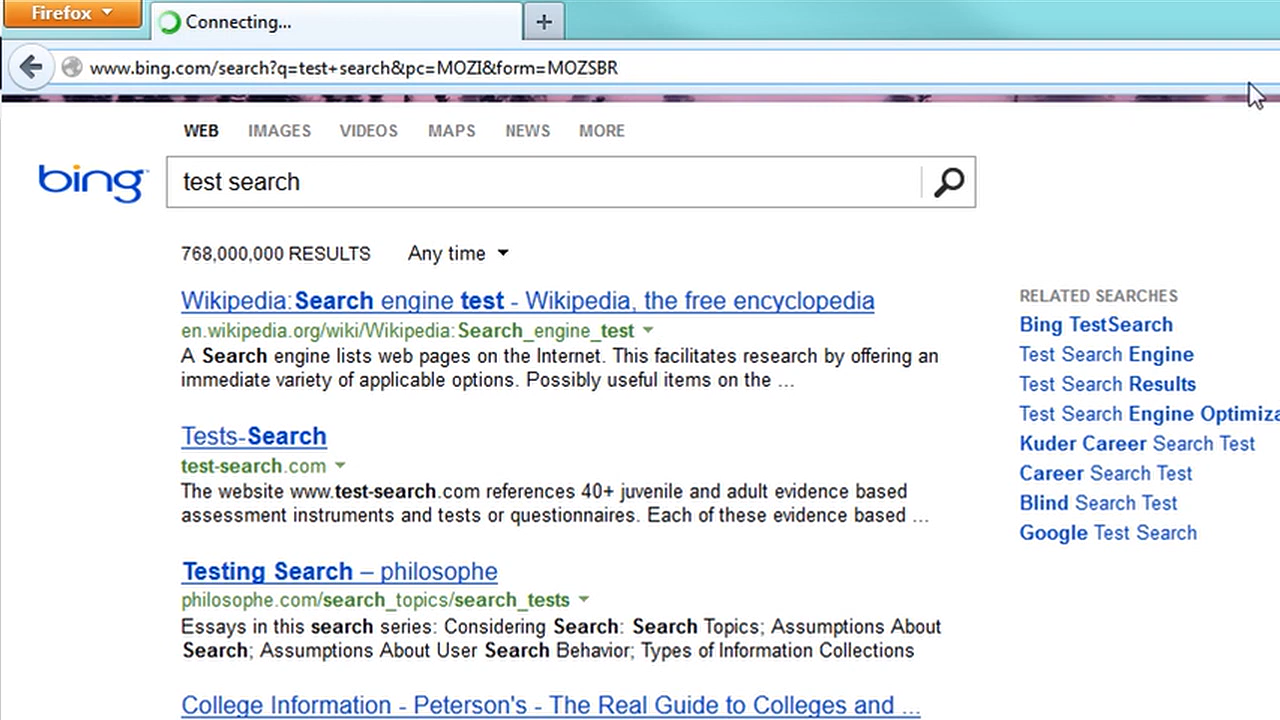 Firefox
Connecting...
www.bing.com/search?q=test+search&pc=MOZI&form=MOZSBR
WEB IMAGES VIDEOS MAPS NEWS MORE
bing
test search
768,000,000 RESULTS Any time
Wikipedia:Search engine test - Wikipedia, the free encyclopedia
en.wikipedia.org/wiki/Wikipedia:Search_engine_test
A Search engine lists web pages on the Internet. This facilitates research by offering an
immediate variety of applicable options. Possibly useful items on the ...
Tests-Search
test-search.com
The website www.test-search.com references 40+ juvenile and adult evidence based
assessment instruments and tests or questionnaires. Each of these evidence based ...
Testing Search – philosophe
philosophe.com/search_topics/search_tests
Essays in this search series: Considering Search: Search Topics; Assumptions About
Search; Assumptions About User Search Behavior; Types of Information Collections
College Information - Peterson's - The Real Guide to Colleges and ...
RELATED SEARCHES
Bing TestSearch
Test Search Engine
Test Search Results
Test Search Engine Optimiza
Kuder Career Search Test
Career Search Test
Blind Search Test
Google Test Search